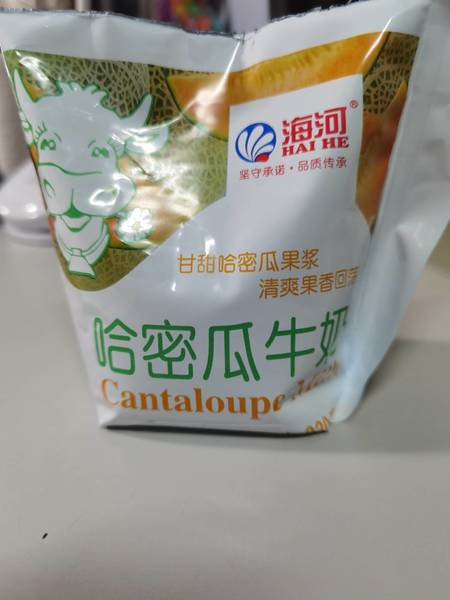 海河®
HAI HE
坚守承诺·品质传承
甘甜哈密瓜果浆
清爽果香回
哈密瓜牛奶
Cantaloupe